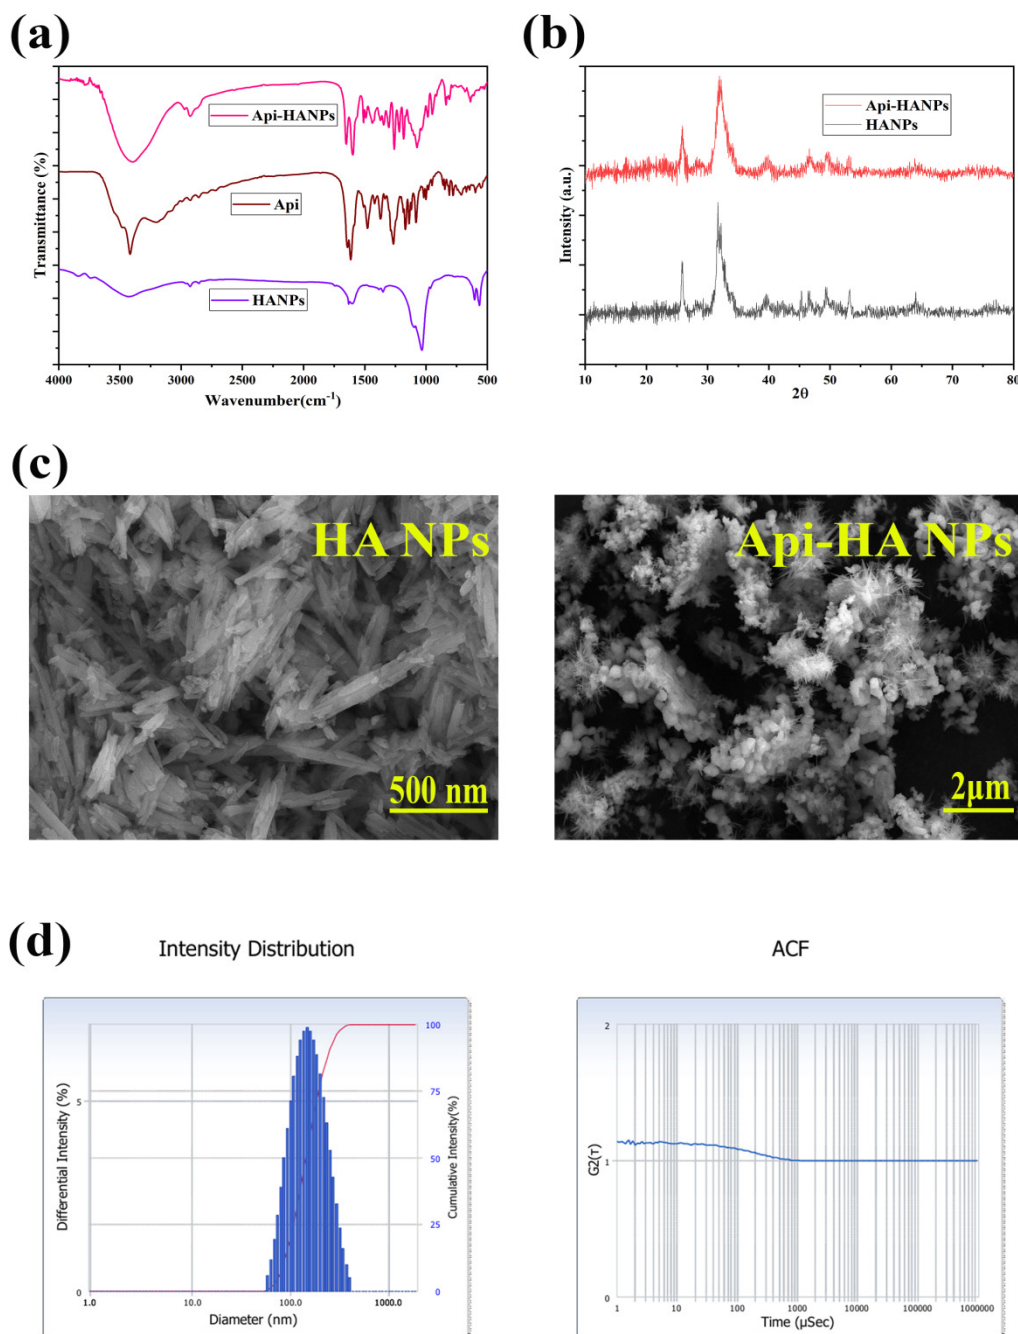 (a)
Transmittance (%)
Api-HANPs
Api
HANPs
4000 3500 3000 2500 2000 1500 1000 500
Wavenumber(cm⁻¹)
(b)
Intensity (a.u.)
Api-HANPs
HANPs
10 20 30 40 50 60 70 80
2θ
(c)
HA NPs
500 nm
Api-HA NPs
2μm
(d)
Intensity Distribution
Differential Intensity (%)
5
0
100
75
50
25
0
Cumulative Intensity(%)
1.0 10.0 100.0 1000.0
Diameter (nm)
ACF
G2(τ)
2
1
0
1 10 100 1000 10000 100000 1000000
Time (μSec)